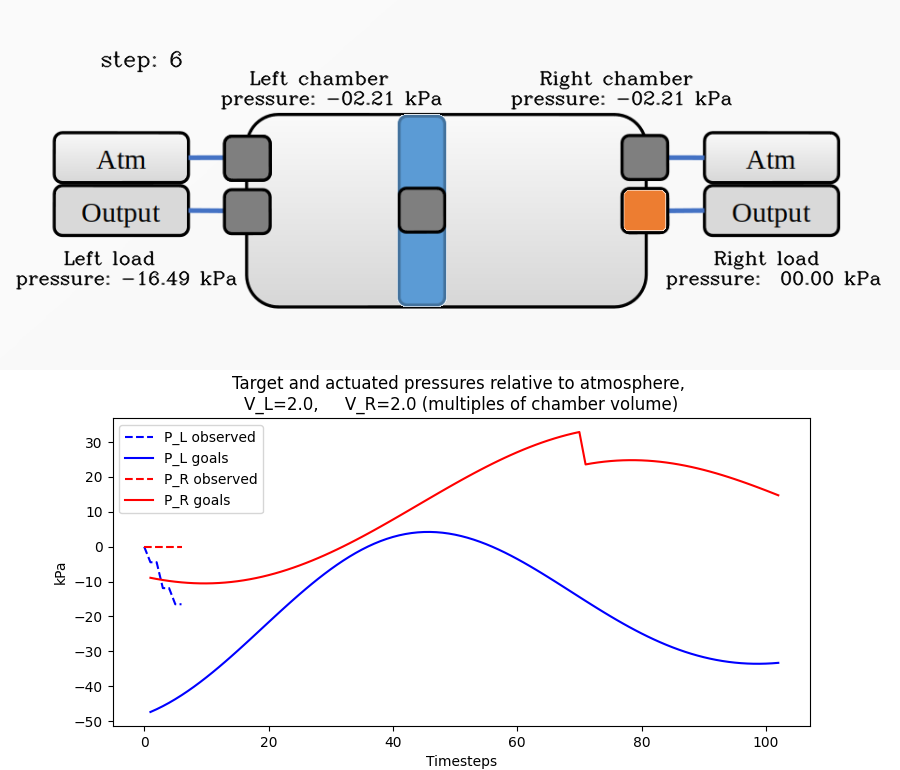 step: 6
Left chamber
pressure: −02.21 kPa
Right chamber
pressure: −02.21 kPa
Atm
Output
Atm
Output
Left load
pressure: −16.49 kPa
Right load
pressure:  00.00 kPa
Target and actuated pressures relative to atmosphere,
V_L=2.0,     V_R=2.0 (multiples of chamber volume)
P_L observed
P_L goals
P_R observed
P_R goals
30
20
10
0
−10
−20
−30
−40
−50
kPa
0 20 40 60 80 100
Timesteps